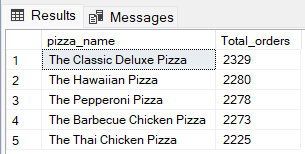 Results Messages
pizza_name Total_orders
1 The Classic Deluxe Pizza 2329
2 The Hawaiian Pizza 2280
3 The Pepperoni Pizza 2278
4 The Barbecue Chicken Pizza 2273
5 The Thai Chicken Pizza 2225